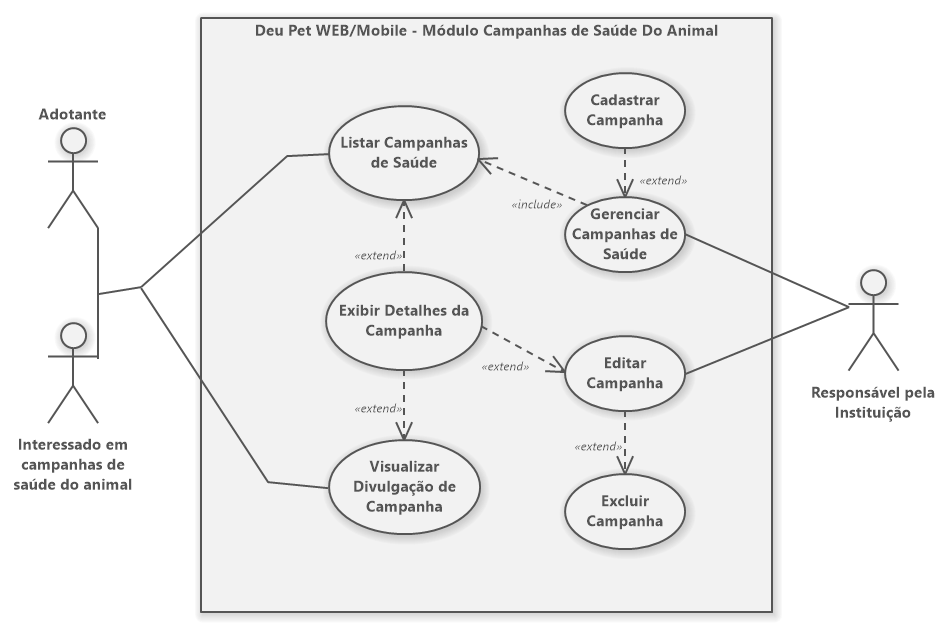 Deu Pet WEB/Mobile - Módulo Campanhas de Saúde Do Animal
Adotante
Listar Campanhas
de Saúde
Cadastrar
Campanha
«extend»
«include»
Gerenciar
Campanhas de
Saúde
«extend»
Exibir Detalhes da
Campanha
«extend»
Editar
Campanha
Responsável pela
Instituição
«extend»
«extend»
Interessado em
campanhas de
saúde do animal
Visualizar
Divulgação de
Campanha
Excluir
Campanha